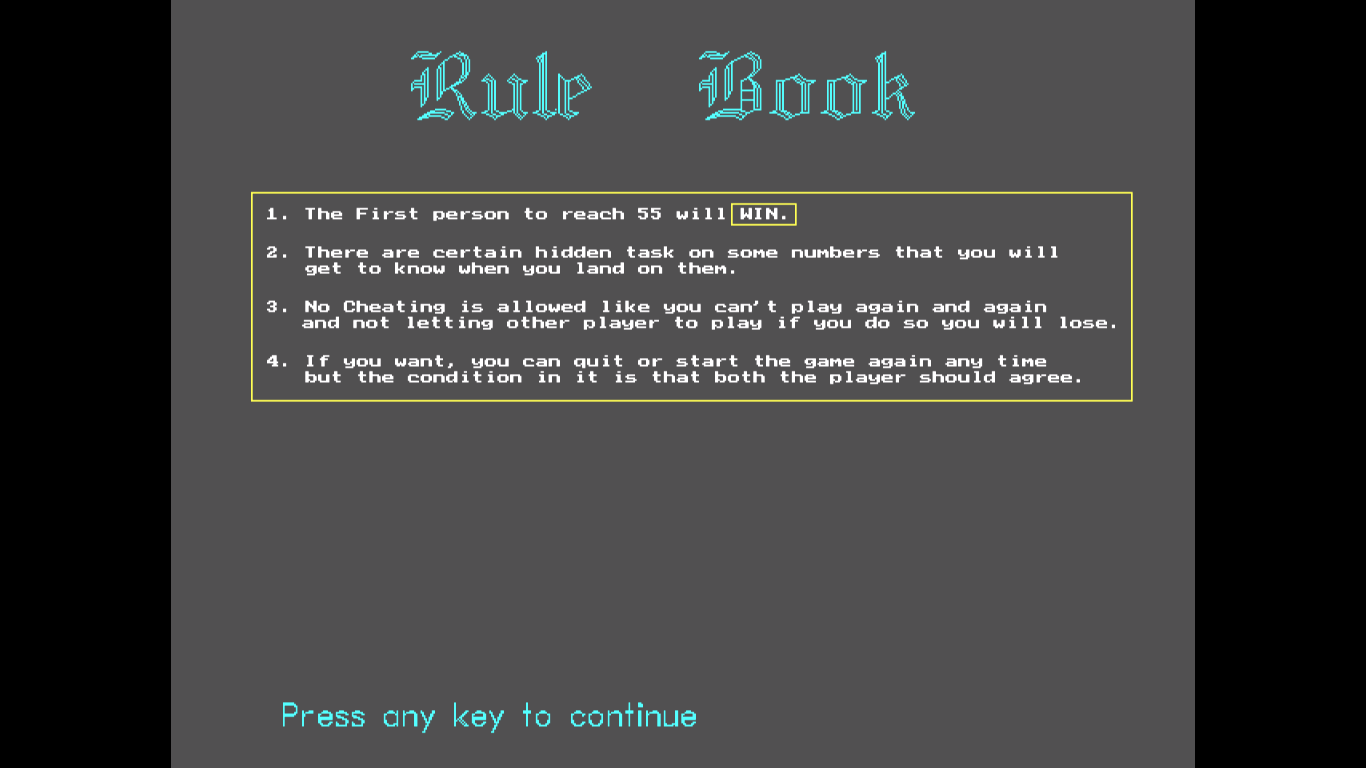 Rule Book
1. The First person to reach 55 will WIN.
2. There are certain hidden task on some numbers that you will
get to know when you land on them.
3. No Cheating is allowed like you can't play again and again
and not letting other player to play if you do so you will lose.
4. If you want, you can quit or start the game again any time
but the condition in it is that both the player should agree.
Press any key to continue